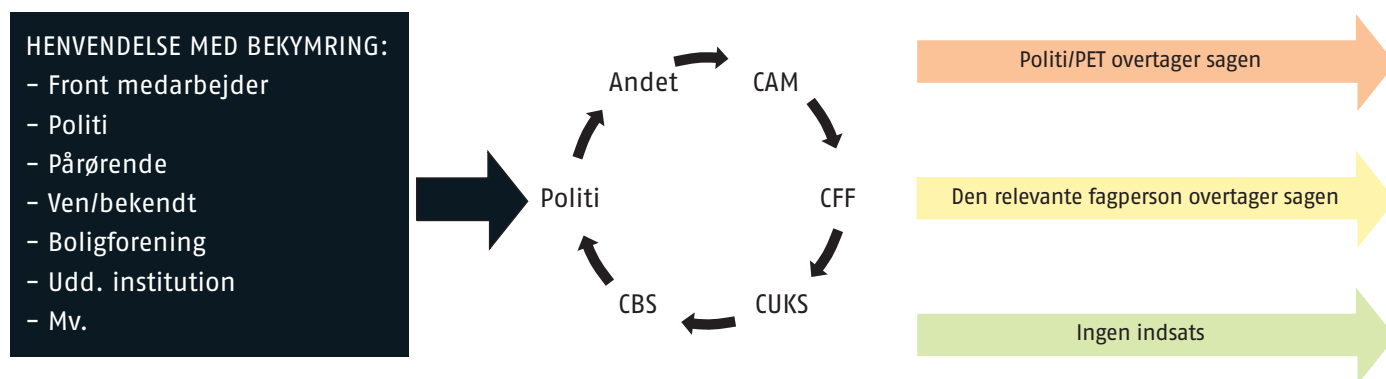 HENVENDELSE MED BEKYMRING:
– Front medarbejder
– Politi
– Pårørende
– Ven/bekendt
– Boligforening
– Udd. institution
– Mv.
Andet
CAM
CFF
CUKS
CBS
Politi
Politi/PET overtager sagen
Den relevante fagperson overtager sagen
Ingen indsats